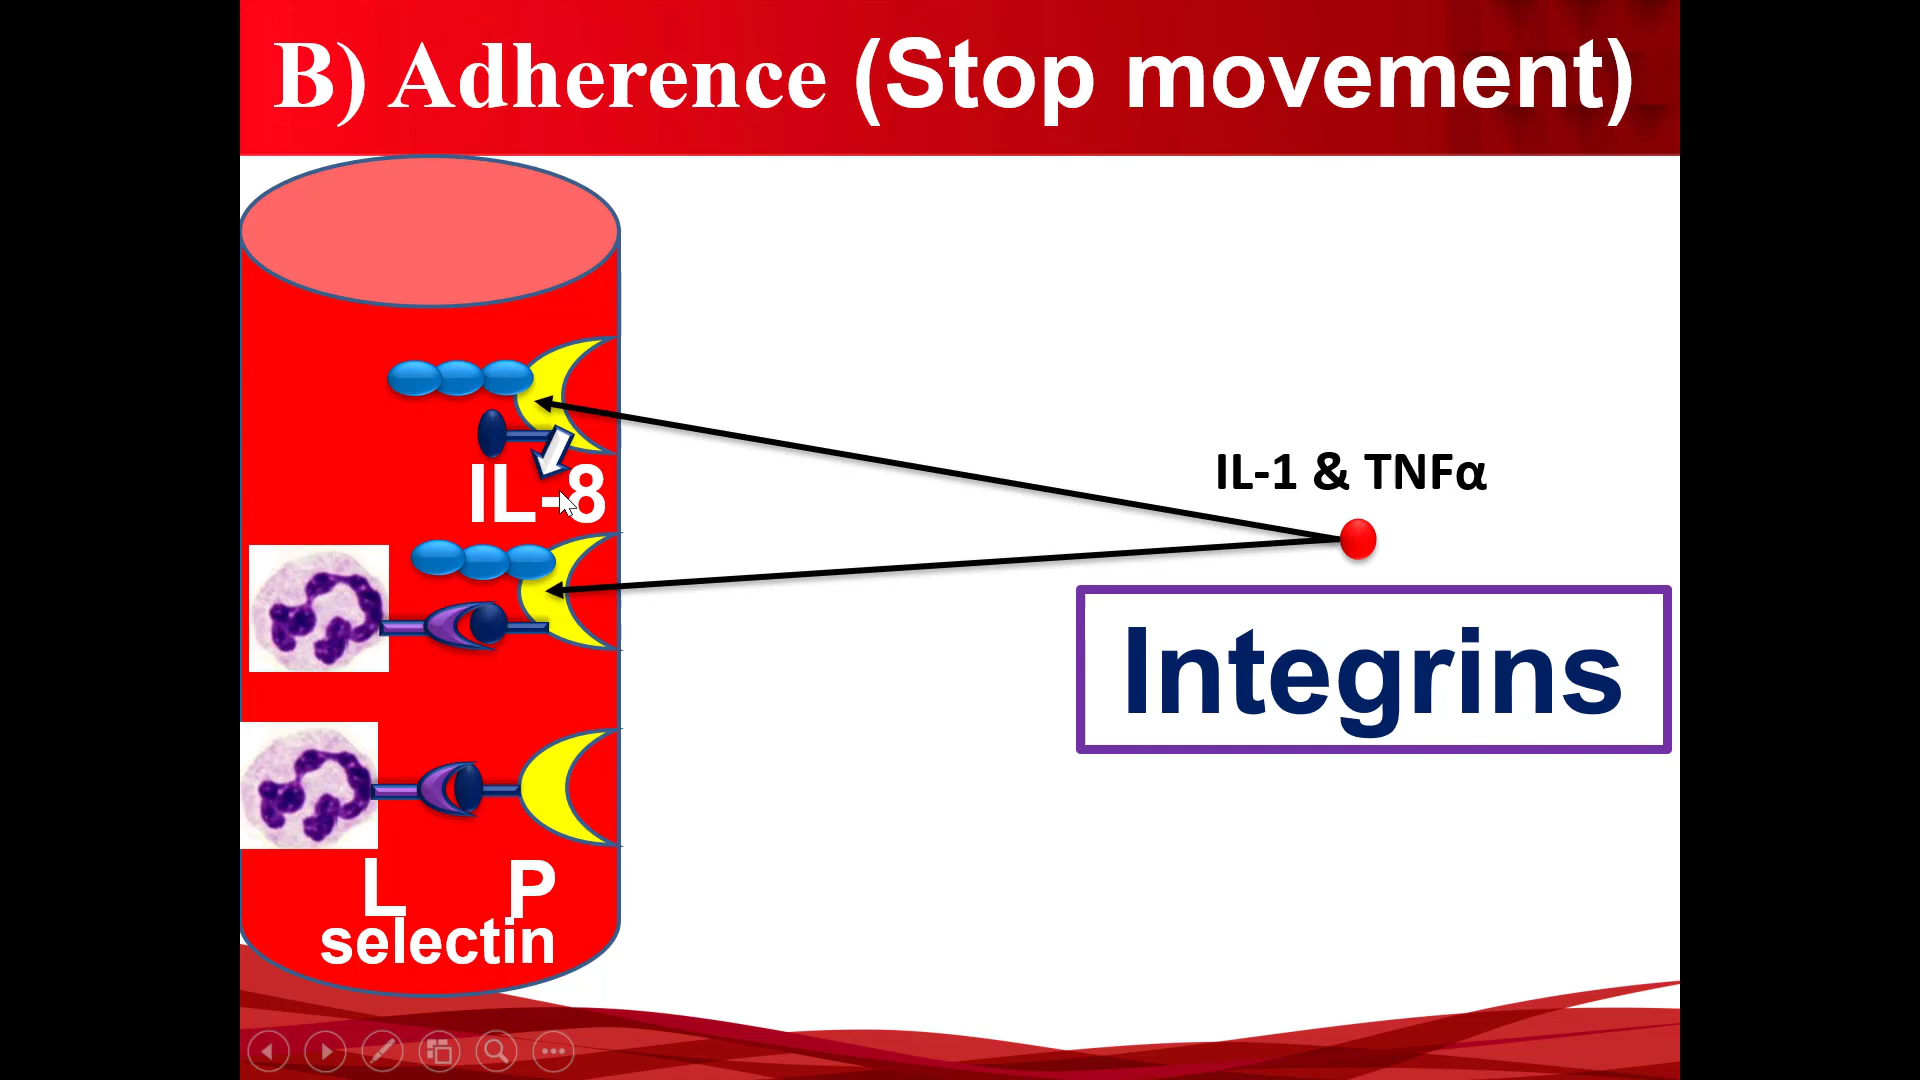 B) Adherence (Stop movement)
IL-8
IL-1 & TNFα
Integrins
L P
selectin